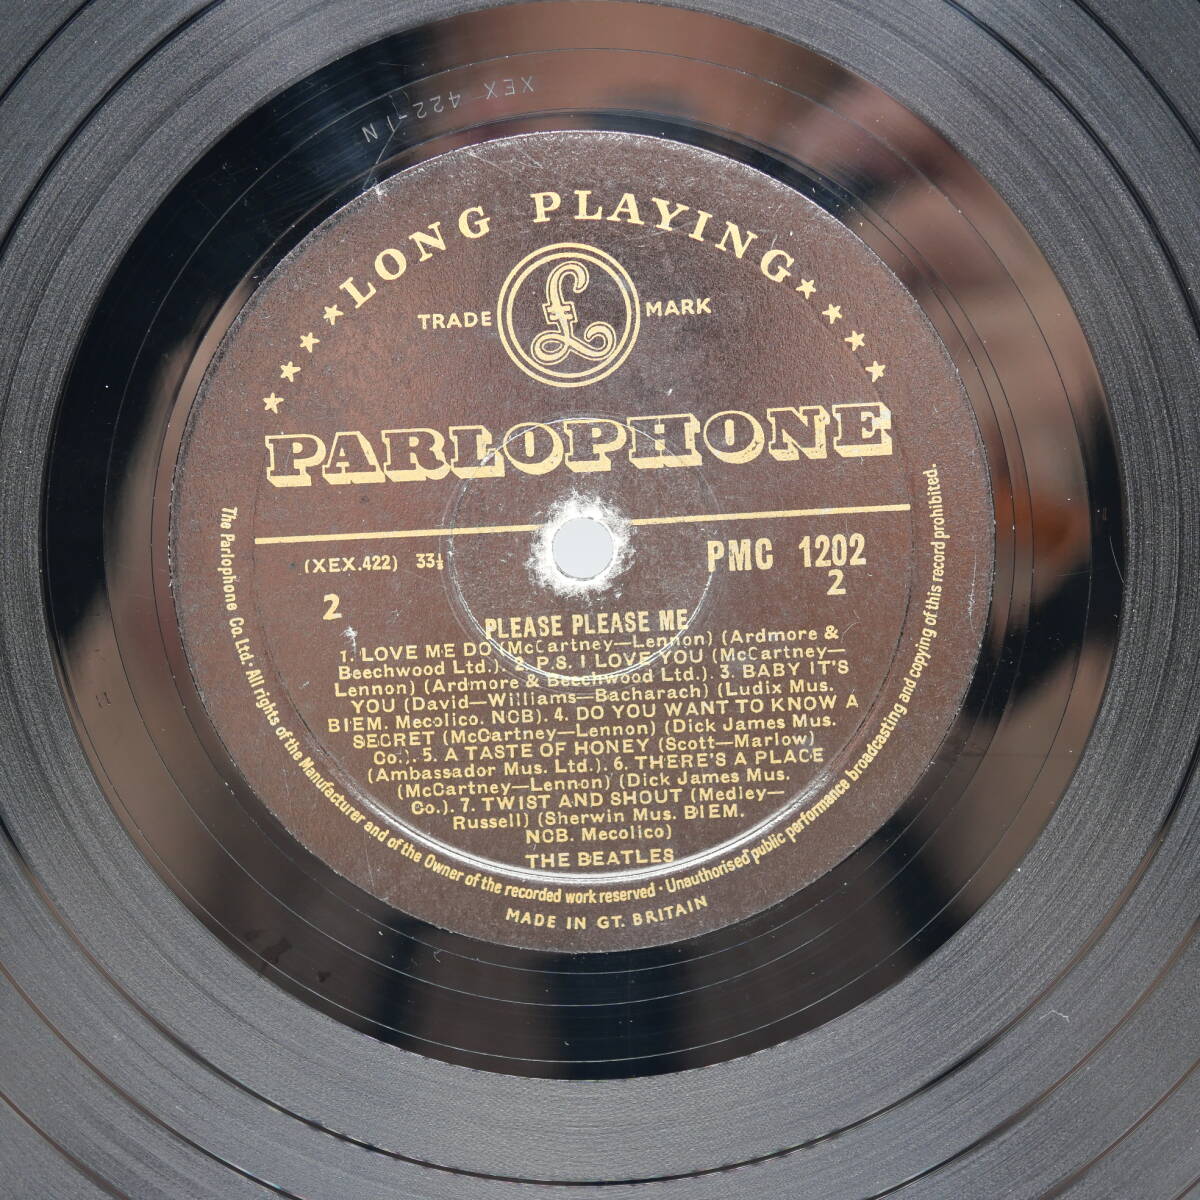 XEX 422-1N
★★★★LONG PLAYING★★★★
TRADE £ MARK
PARLOPHONE
(XEX.422) 33⅓
PMC 1202
2
2
PLEASE PLEASE ME
1. LOVE ME DO (McCartney—Lennon) (Ardmore &
Beechwood Ltd.). 2. P.S. I LOVE YOU (McCartney—
Lennon) (Ardmore & Beechwood Ltd.). 3. BABY IT'S
YOU (David—Williams—Bacharach) (Ludix Mus.
BIEM. Mecolico. NCB). 4. DO YOU WANT TO KNOW A
SECRET (McCartney—Lennon) (Dick James Mus.
Co.). 5. A TASTE OF HONEY (Scott—Marlow)
(Ambassador Mus. Ltd.). 6. THERE'S A PLACE
(McCartney—Lennon) (Dick James Mus.
Co.). 7. TWIST AND SHOUT (Medley—
Russell) (Sherwin Mus. BIEM.
NCB. Mecolico)
THE BEATLES
The Parlophone Co. Ltd. All rights of the Manufacturer and of the Owner of the recorded work reserved · Unauthorised public performance broadcasting and copying of this record prohibited.
MADE IN GT. BRITAIN